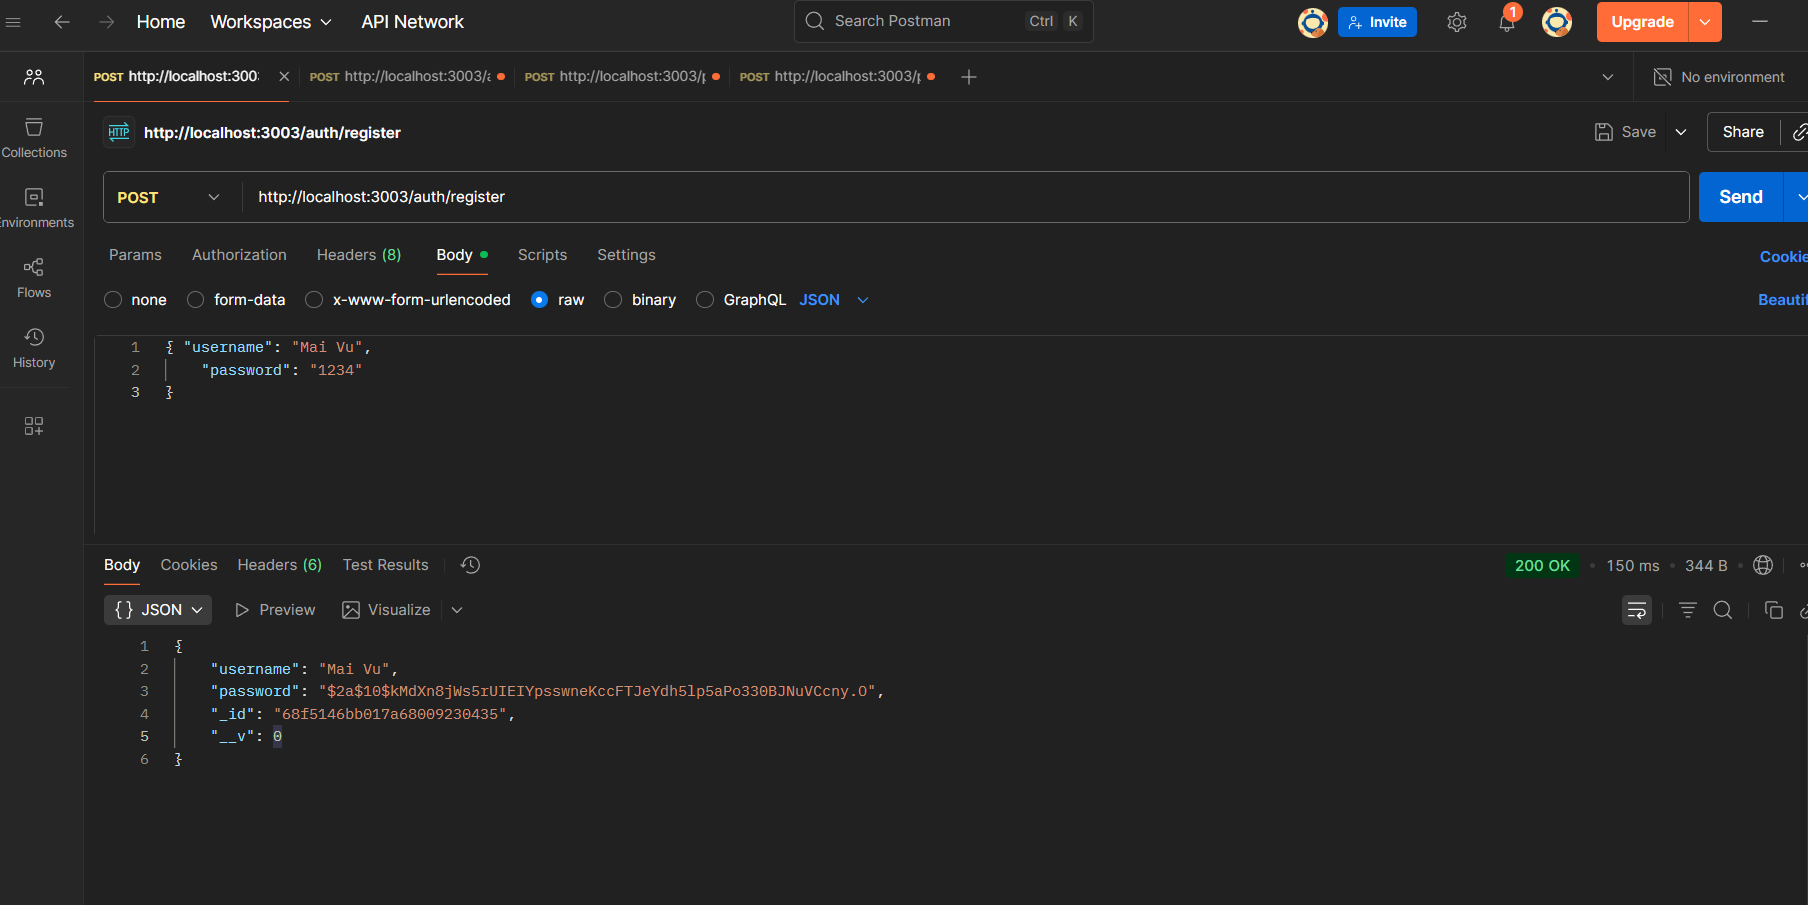 Home Workspaces API Network Search Postman Ctrl K Invite 1 Upgrade
POST http://localhost:300 POST http://localhost:3003/ POST http://localhost:3003/ POST http://localhost:3003/ No environment
HTTP http://localhost:3003/auth/register Save Share
Collections
Environments
Flows
History
POST http://localhost:3003/auth/register Send
Params Authorization Headers (8) Body Scripts Settings Cookie
none form-data x-www-form-urlencoded raw binary GraphQL JSON Beautif
1 { "username": "Mai Vu",
2 "password": "1234"
3 }
Body Cookies Headers (6) Test Results 200 OK 150 ms 344 B
{} JSON Preview Visualize
1 {
2 "username": "Mai Vu",
3 "password": "$2a$10$kMdXn8jWs5rUIEIYpsswneKccFTJeYdh5lp5aPo330BJNuVCcny.O",
4 "_id": "68f5146bb017a68009230435",
5 "__v": 0
6 }